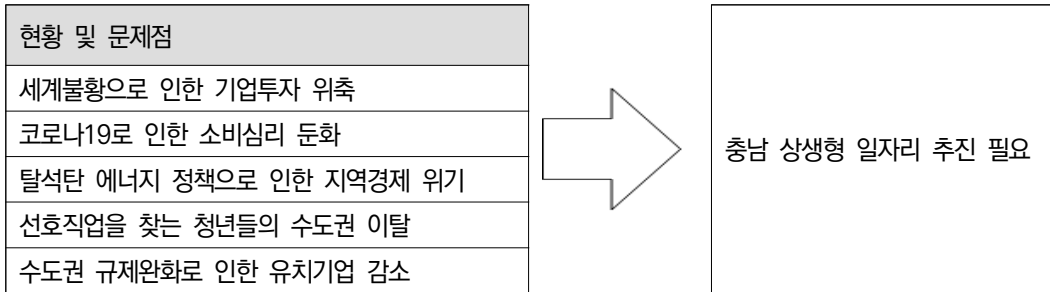 현황 및 문제점
세계불황으로 인한 기업투자 위축
코로나19로 인한 소비심리 둔화
탈석탄 에너지 정책으로 인한 지역경제 위기
선호직업을 찾는 청년들의 수도권 이탈
수도권 규제완화로 인한 유치기업 감소
충남 상생형 일자리 추진 필요